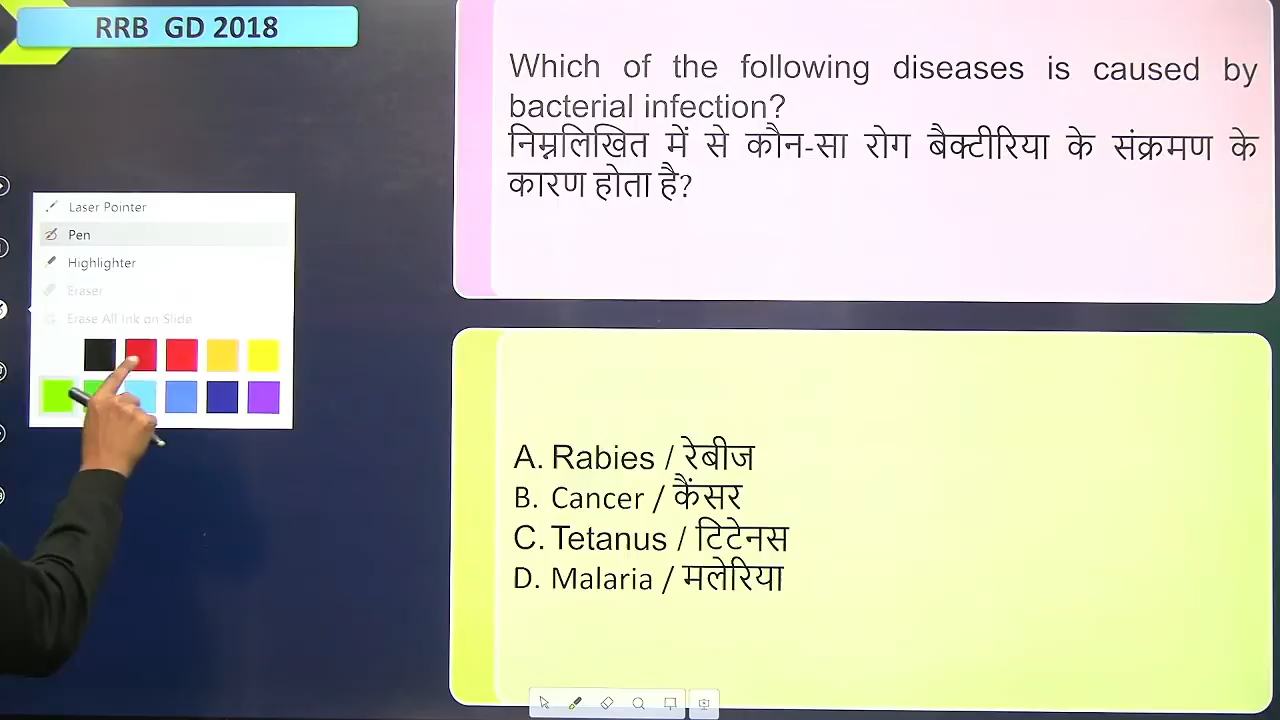 RRB GD 2018
Which of the following diseases is caused by
bacterial infection?
निम्नलिखित में से कौन-सा रोग बैक्टीरिया के संक्रमण के
कारण होता है?
Laser Pointer
Pen
Highlighter
Eraser
Erase All Ink on Slide
A. Rabies / रेबीज
B. Cancer / कैंसर
C. Tetanus / टिटेनस
D. Malaria / मलेरिया